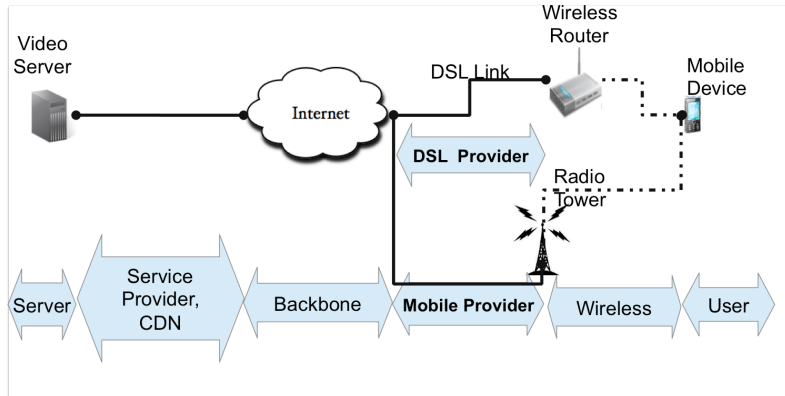 Video
Server
Internet
DSL Link
Wireless
Router
Mobile
Device
DSL Provider
Radio
Tower
Server
Service
Provider,
CDN
Backbone
Mobile Provider
Wireless
User